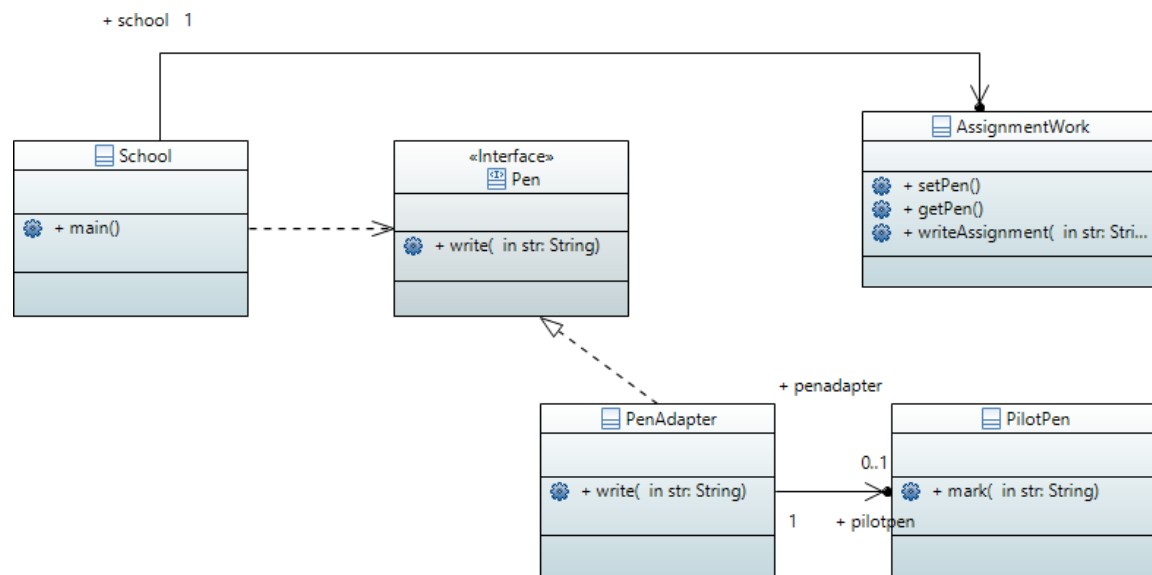 + school 1
School
+ main()
«Interface»
Pen
+ write( in str: String)
AssignmentWork
+ setPen()
+ getPen()
+ writeAssignment( in str: Stri...
+ penadapter
PenAdapter
+ write( in str: String)
0..1
1
+ pilotpen
PilotPen
+ mark( in str: String)